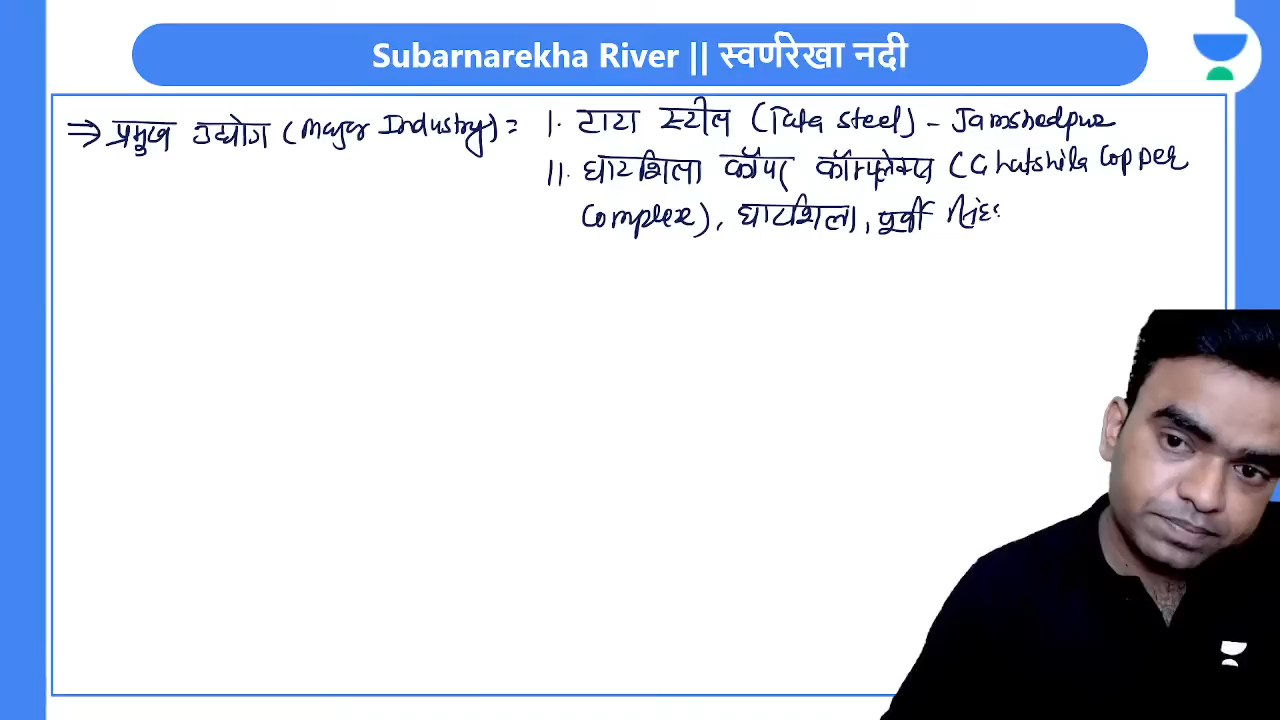 Subarnarekha River || स्वर्णरेखा नदी
⇒ प्रमुख उद्योग (Major Industry) = I. टाटा स्टील (Tata Steel) - Jamshedpur
II. घाटशिला कॉपर कॉम्प्लेक्स (Ghatshila Copper
Complex), घाटशिला, पूर्वी सिंह